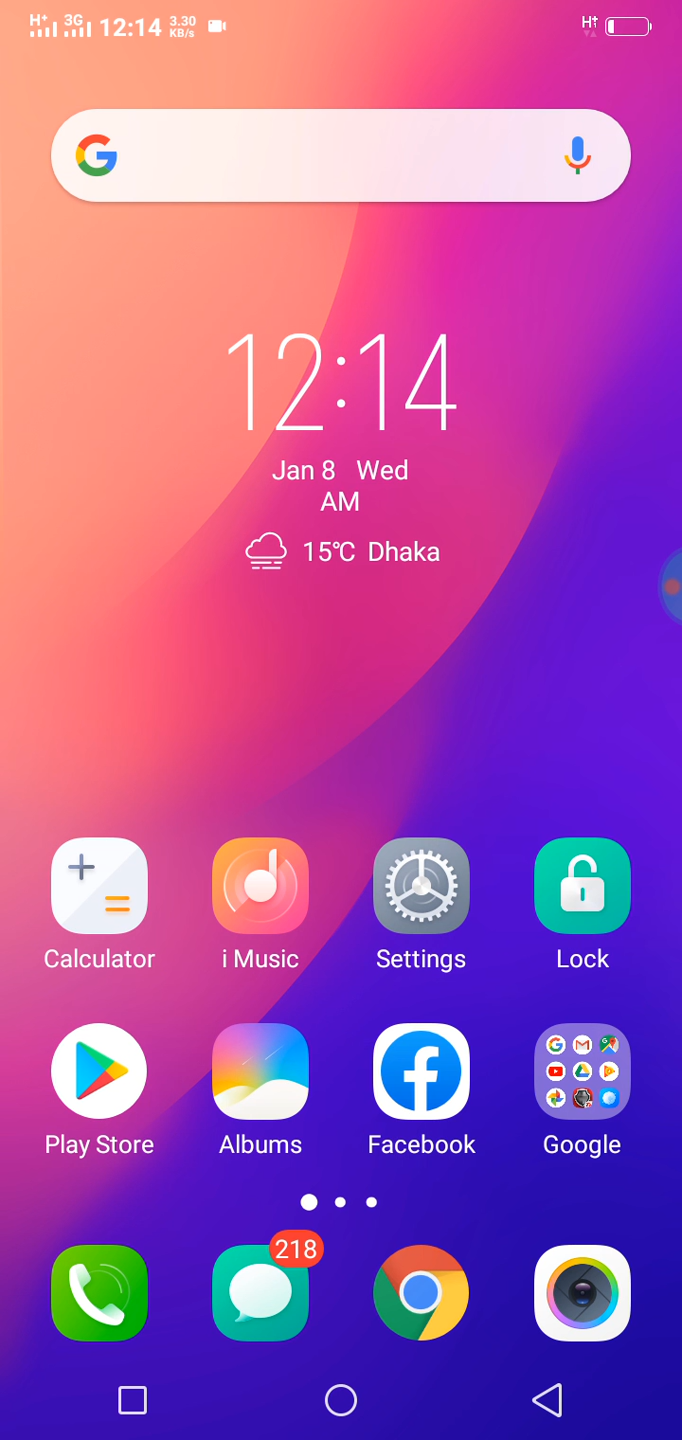 H+ 3G 12:14 3.30 KB/s H+
12:14
Jan 8 Wed
AM
15℃ Dhaka
Calculator i Music Settings Lock
Play Store Albums Facebook Google
218